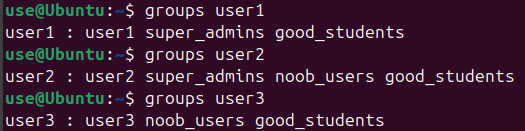 use@Ubuntu:~$ groups user1
user1 : user1 super_admins good_students
use@Ubuntu:~$ groups user2
user2 : user2 super_admins noob_users good_students
use@Ubuntu:~$ groups user3
user3 : user3 noob_users good_students